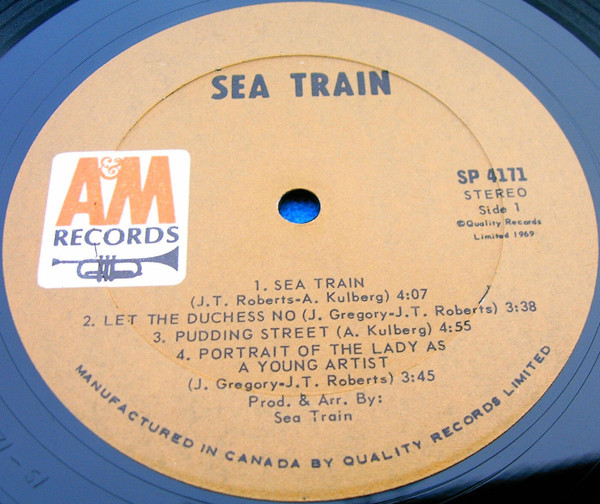 SEA TRAIN
A&M
RECORDS
SP 4171
STEREO
Side 1
©Quality Records
Limited 1969
1. SEA TRAIN
(J.T. Roberts-A. Kulberg) 4:07
2. LET THE DUCHESS NO (J. Gregory-J.T. Roberts) 3:38
3. PUDDING STREET (A. Kulberg) 4:55
4. PORTRAIT OF THE LADY AS
A YOUNG ARTIST
(J. Gregory-J.T. Roberts) 3:45
Prod. & Arr. By:
Sea Train
MANUFACTURED IN CANADA BY QUALITY RECORDS LIMITED